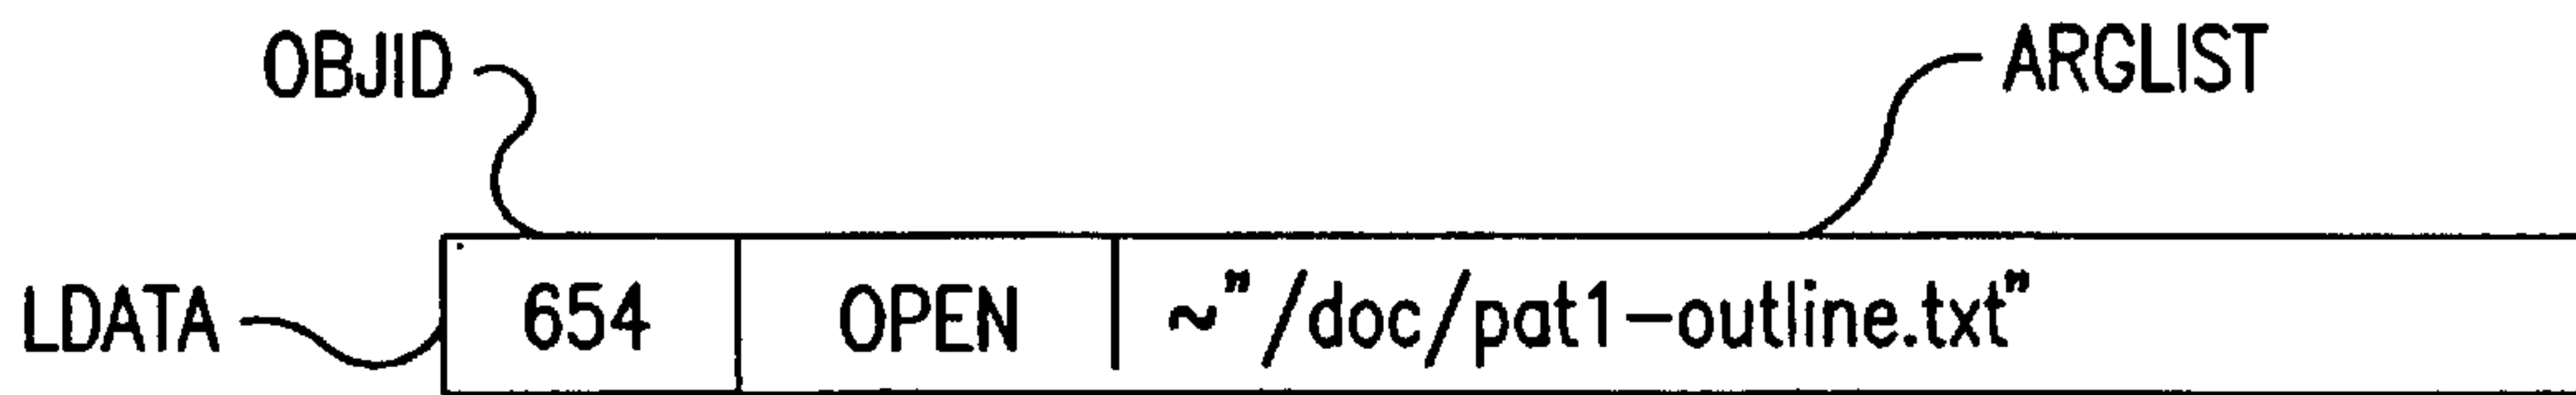 OBJID ARGLIST
LDATA 654 OPEN ~"/doc/pat1-outline.txt"